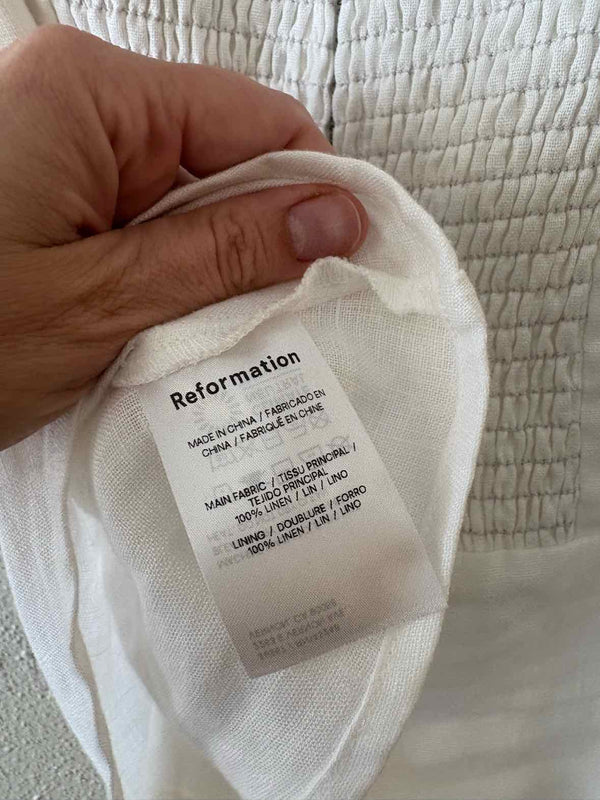 Reformation
MADE IN CHINA / FABRICADO EN
CHINA / FABRIQUÉ EN CHINE
MAIN FABRIC / TISSU PRINCIPAL /
TEJIDO PRINCIPAL
100% LINEN / LIN / LINO
LINING / DOUBLURE / FORRO
100% LINEN / LIN / LINO